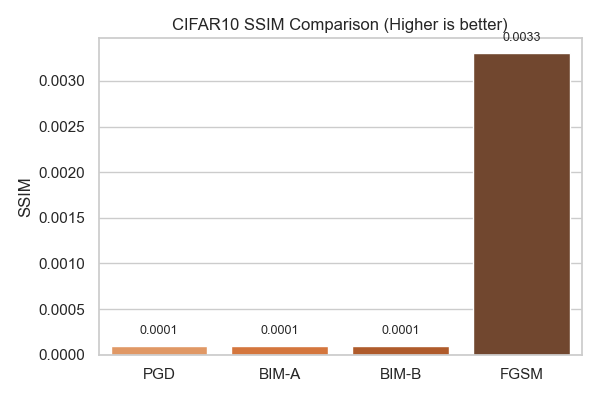 CIFAR10 SSIM Comparison (Higher is better)
0.0033
0.0030
0.0025
0.0020
0.0015
0.0010
0.0005
0.0000
SSIM
0.0001
0.0001
0.0001
PGD
BIM-A
BIM-B
FGSM